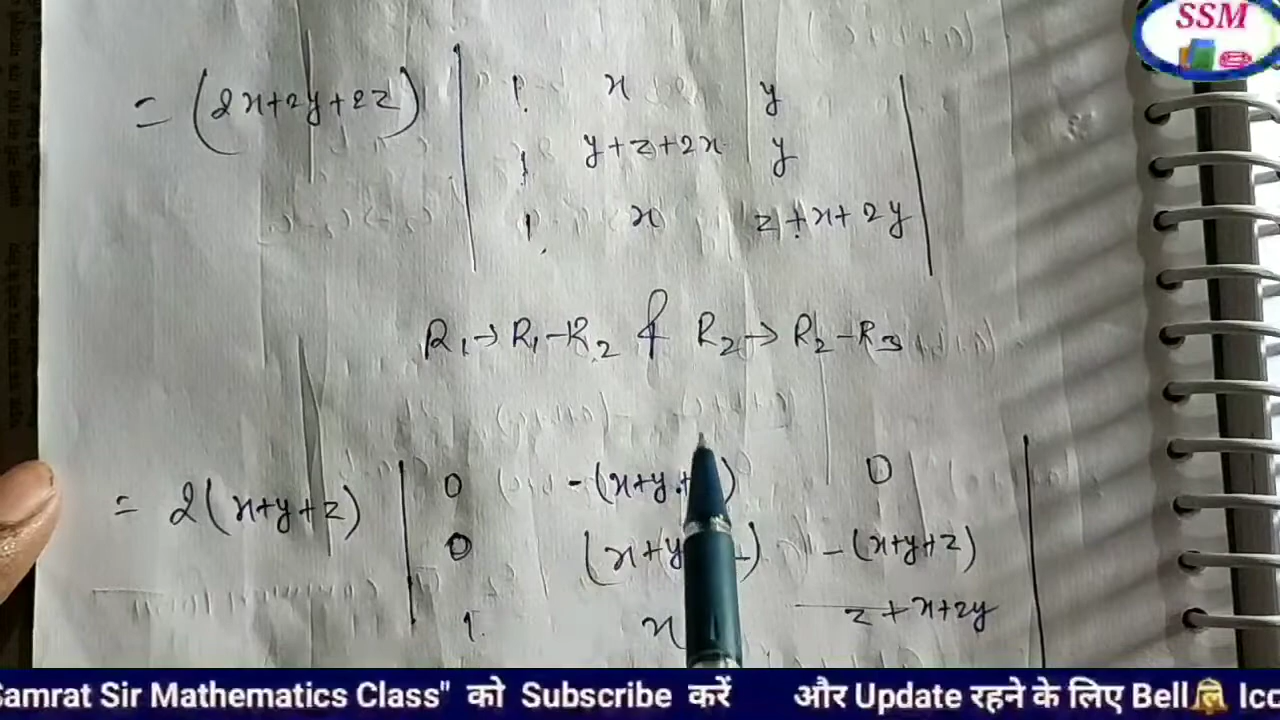 SSM
= (2x+2y+2z) | 1 x y |
| 1 y+z+2x y |
| 1 x z+x+2y |
R1→R1-R2 & R2→R2-R3
= 2(x+y+z) | 0 -(x+y+ ) 0 |
| 0 (x+y ) -(x+y+z) |
| 1 x z+x+2y |
Samrat Sir Mathematics Class" को Subscribe करें और Update रहने के लिए Bell🔔 Icc